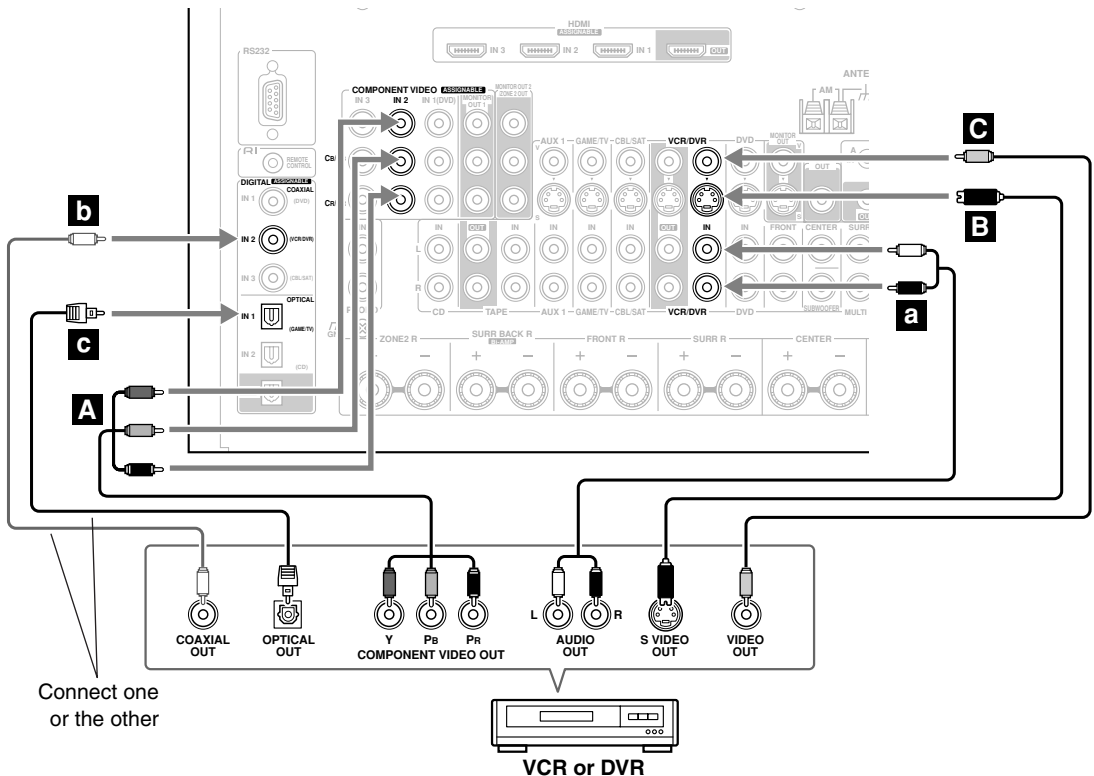 HDMI
ASSIGNABLE
IN 3
IN 2
IN 1
OUT
RS232
ANTE
AM
COMPONENT VIDEO ASSIGNABLE
IN 3
IN 2
IN 1(DVD)
MONITOR OUT 1
MONITOR OUT 2
ZONE 2 OUT
RI
REMOTE CONTROL
CB/
CR/
AUX 1
GAME/TV
CBL/SAT
VCR/DVR
DVD
MONITOR OUT
V
S
OUT
A
C
B
DIGITAL ASSIGNABLE
COAXIAL
IN 1
(DVD)
b
IN 2
(VCR/DVR)
IN 3
(CBL/SAT)
OPTICAL
IN 1
(GAME/TV)
c
IN 2
(CD)
IN
OUT
IN
IN
IN
IN
OUT
IN
IN
FRONT
CENTER
SURR
L
R
a
CD
TAPE
AUX 1
GAME/TV
CBL/SAT
VCR/DVR
DVD
SUBWOOFER
MULTI
ZONE2 R
SURR BACK R
BI-AMP
FRONT R
SURR R
CENTER
A
COAXIAL OUT
OPTICAL OUT
Y
PB
PR
COMPONENT VIDEO OUT
L
R
AUDIO OUT
S VIDEO OUT
VIDEO OUT
Connect one
or the other
VCR or DVR